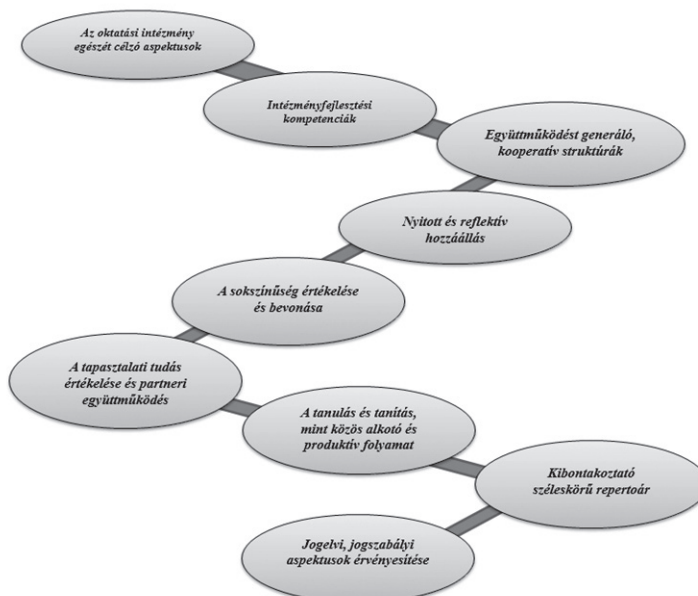 Az oktatási intézmény
egészét célzó aspektusok
Intézményfejlesztési
kompetenciák
Együttműködést generáló,
kooperatív struktúrák
Nyitott és reflektív
hozzáállás
A sokszínűség értékelése
és bevonása
A tapasztalati tudás
értékelése és partneri
együttműködés
A tanulás és tanítás,
mint közös alkotó és
produktív folyamat
Kibontakoztató
széleskörű repertoár
Jogelvi, jogszabályi
aspektusok érvényesítése